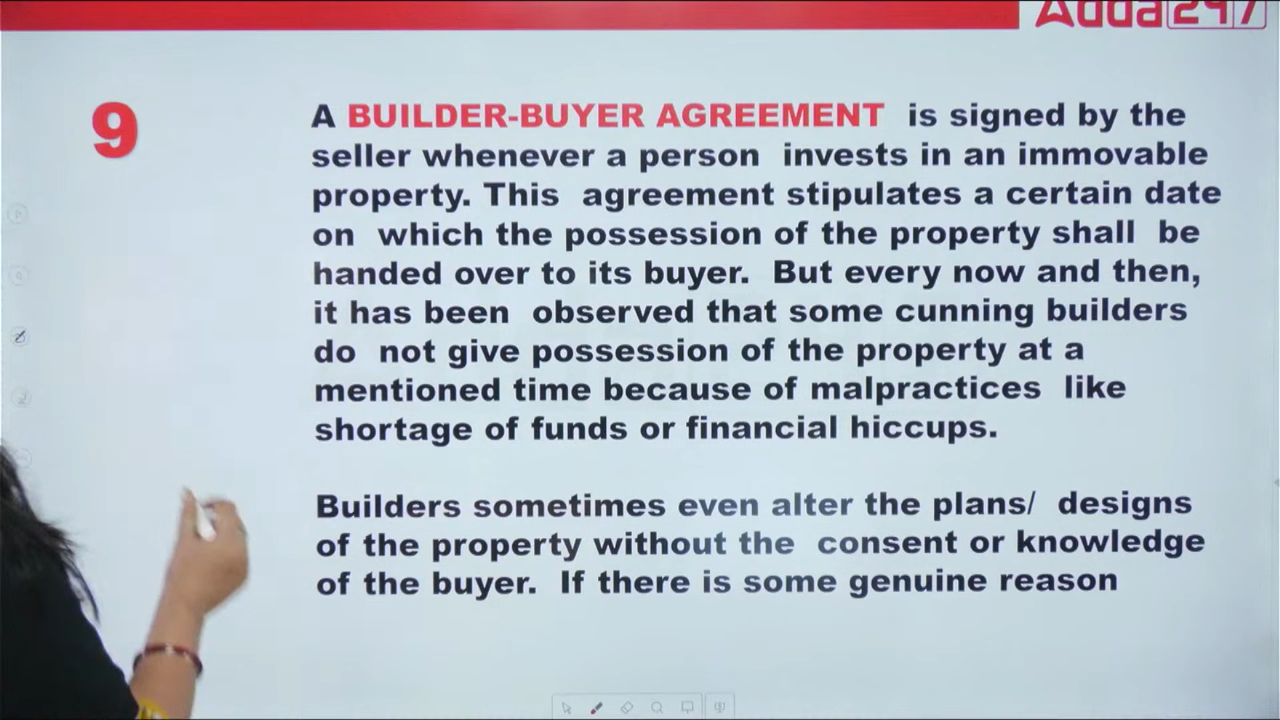 Adda247
9
A BUILDER-BUYER AGREEMENT is signed by the
seller whenever a person invests in an immovable
property. This agreement stipulates a certain date
on which the possession of the property shall be
handed over to its buyer. But every now and then,
it has been observed that some cunning builders
do not give possession of the property at a
mentioned time because of malpractices like
shortage of funds or financial hiccups.
Builders sometimes even alter the plans/ designs
of the property without the consent or knowledge
of the buyer. If there is some genuine reason